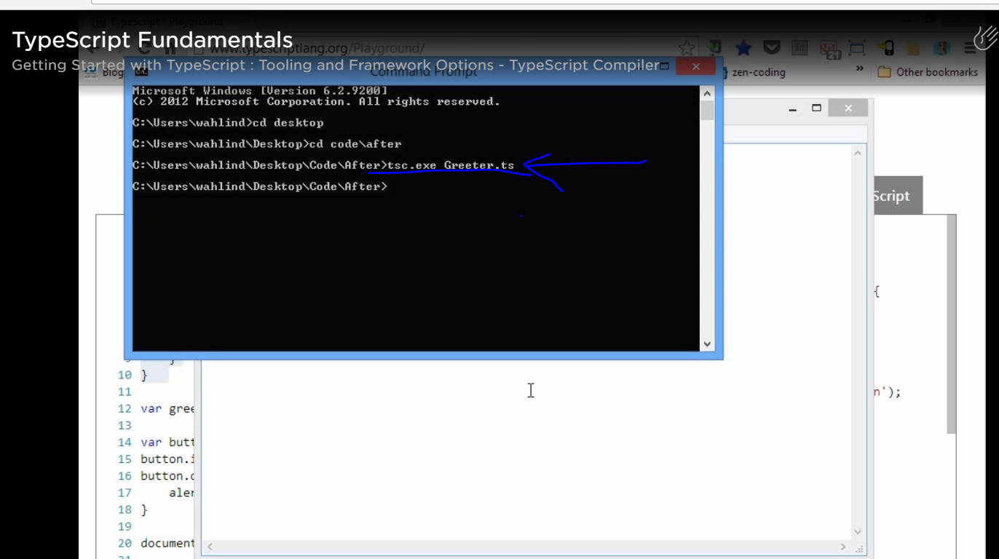 TypeScript - Playground
TypeScript Fundamentals
www.typescriptlang.org/Playground/
Getting Started with TypeScript : Tooling and Framework Options - TypeScript Compiler
Blog
Command Prompt
zen-coding
»
Other bookmarks
21
Microsoft Windows [Version 6.2.9200]
(c) 2012 Microsoft Corporation. All rights reserved.
C:\Users\wahlind>cd desktop
C:\Users\wahlind\Desktop>cd code\after
C:\Users\wahlind\Desktop\Code\After>tsc.exe Greeter.ts
C:\Users\wahlind\Desktop\Code\After>
Script
{
10 }
11
n');
12 var gree
13
14 var butt
15 button.i
16 button.o
17 aler
18 }
19
20 document